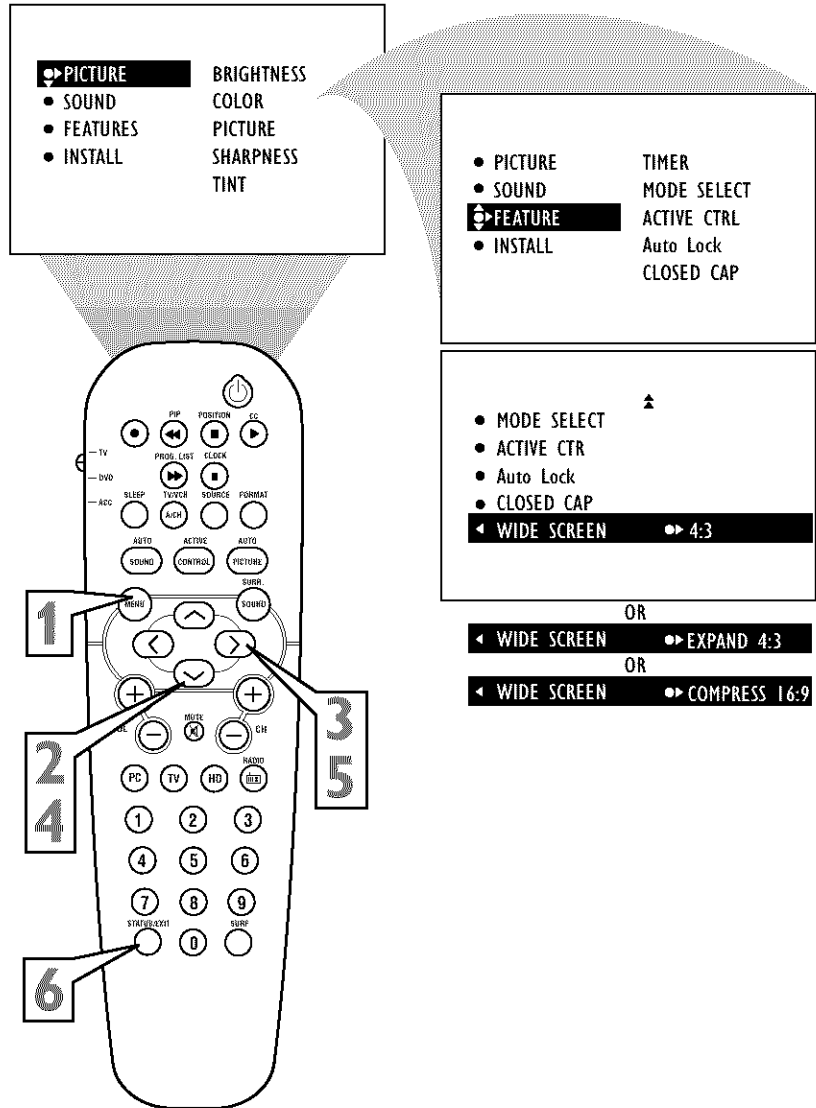 PICTURE BRIGHTNESS
SOUND COLOR
FEATURES PICTURE
INSTALL SHARPNESS
TINT
PICTURE TIMER
SOUND MODE SELECT
FEATURE ACTIVE CTRL
INSTALL Auto Lock
CLOSED CAP
MODE SELECT
ACTIVE CTR
Auto Lock
CLOSED CAP
WIDE SCREEN 4:3
OR
WIDE SCREEN EXPAND 4:3
OR
WIDE SCREEN COMPRESS 16:9
PIP POSITION CC
TV
PROG. LIST CLOCK
DVD
ACC
SLEEP TV/VCR SOURCE FORMAT
A/CH
AUTO ACTIVE AUTO
SOUND CONTROL PICTURE
SURR.
MENU SOUND
1
2
4
3
5
MUTE
CH
RADIO
PC TV HD
1 2 3
4 5 6
7 8 9
STATUS/EXIT SURF
0
6